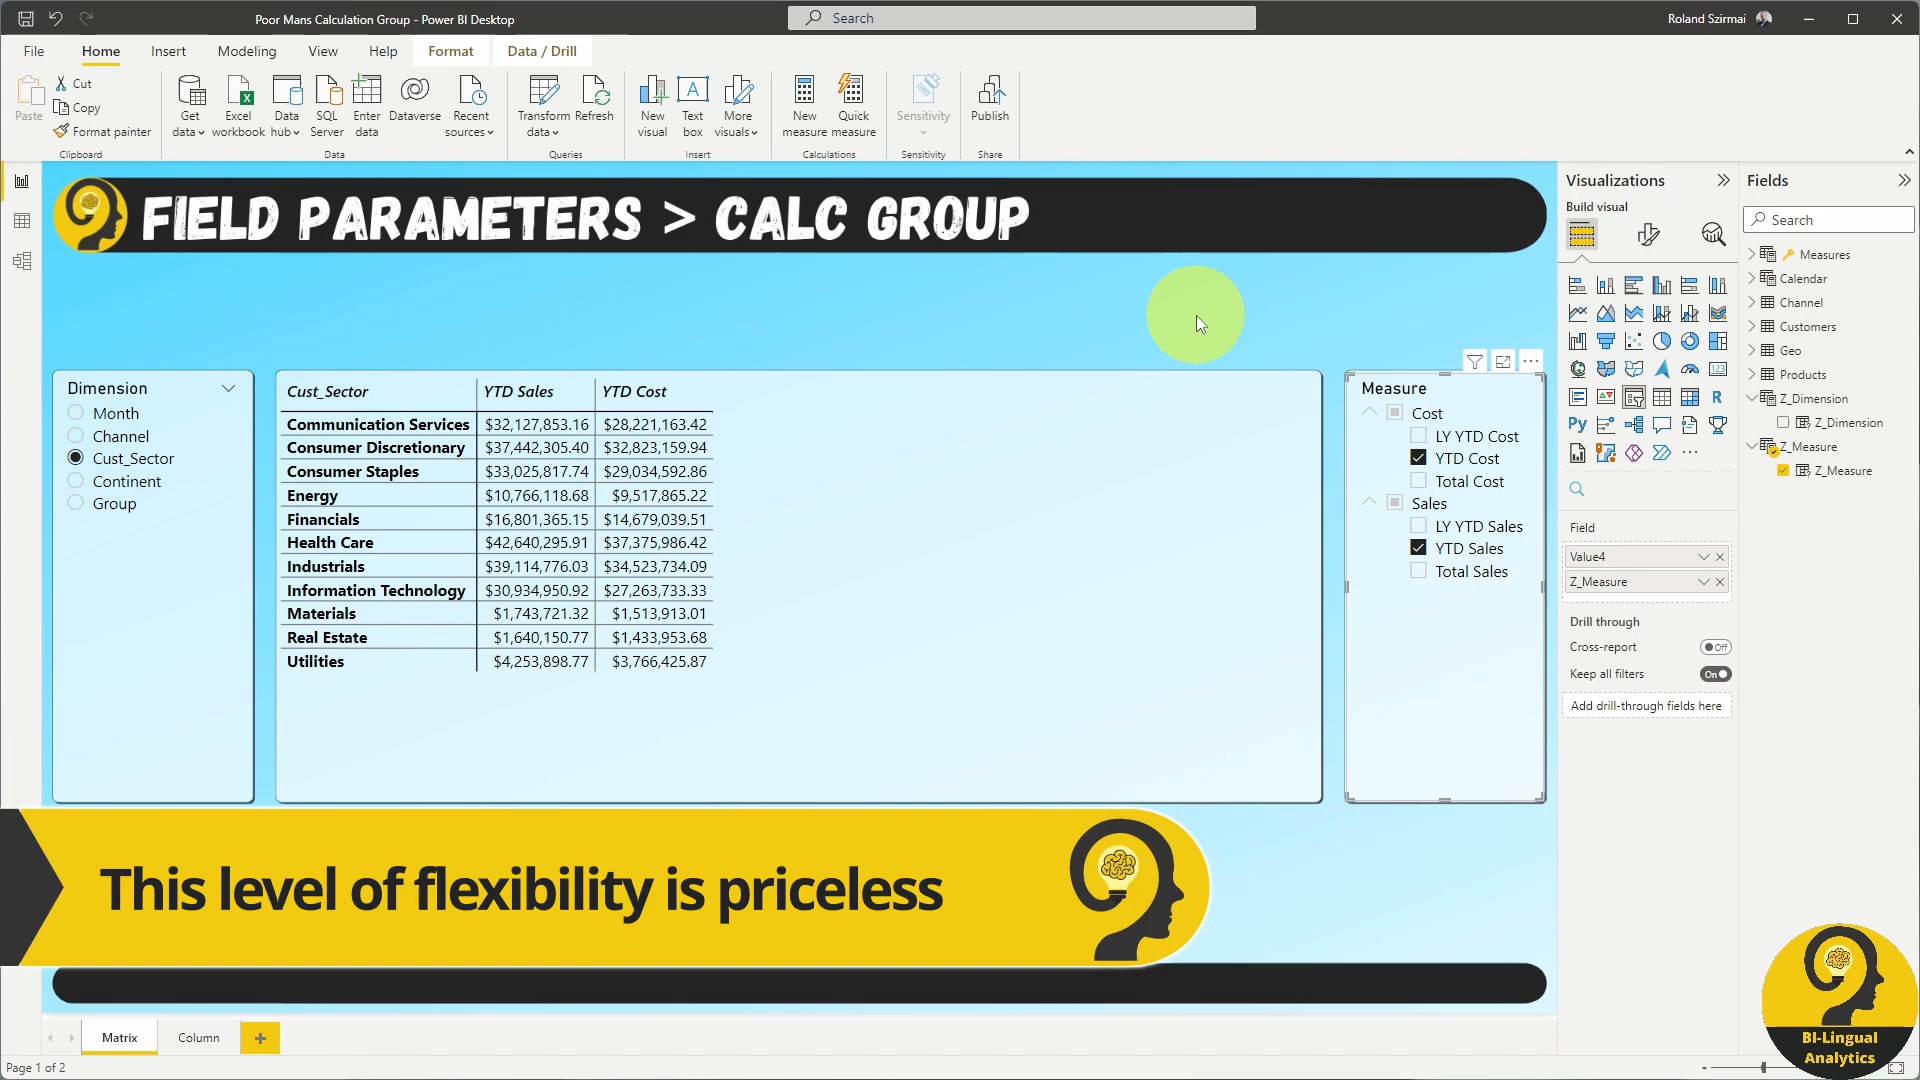 Poor Mans Calculation Group - Power BI Desktop
Search
Roland Szirmai
File
Home
Insert
Modeling
View
Help
Format
Data / Drill
Paste
Cut
Copy
Format painter
Clipboard
Get data
Excel workbook
Data hub
SQL Server
Enter data
Dataverse
Recent sources
Data
Transform data
Refresh
Queries
New visual
Text box
More visuals
Insert
New measure
Quick measure
Calculations
Sensitivity
Sensitivity
Publish
Share
FIELD PARAMETERS > CALC GROUP
Dimension
Month
Channel
Cust_Sector
Continent
Group
Cust_Sector YTD Sales YTD Cost
Communication Services $32,127,853.16 $28,221,163.42
Consumer Discretionary $37,442,305.40 $32,823,159.94
Consumer Staples $33,025,817.74 $29,034,592.86
Energy $10,766,118.68 $9,517,865.22
Financials $16,801,365.15 $14,679,039.51
Health Care $42,640,295.91 $37,375,986.42
Industrials $39,114,776.03 $34,523,734.09
Information Technology $30,934,950.92 $27,263,733.33
Materials $1,743,721.32 $1,513,913.01
Real Estate $1,640,150.77 $1,433,953.68
Utilities $4,253,898.77 $3,766,425.87
Measure
Cost
LY YTD Cost
YTD Cost
Total Cost
Sales
LY YTD Sales
YTD Sales
Total Sales
This level of flexibility is priceless
Visualizations
Build visual
123
R
Py
Field
Value4
Z_Measure
Drill through
Cross-report
Off
Keep all filters
On
Add drill-through fields here
Fields
Search
Measures
Calendar
Channel
Customers
Geo
Products
Z_Dimension
Z_Dimension
Z_Measure
Z_Measure
Matrix
Column
Page 1 of 2
BI-Lingual
Analytics